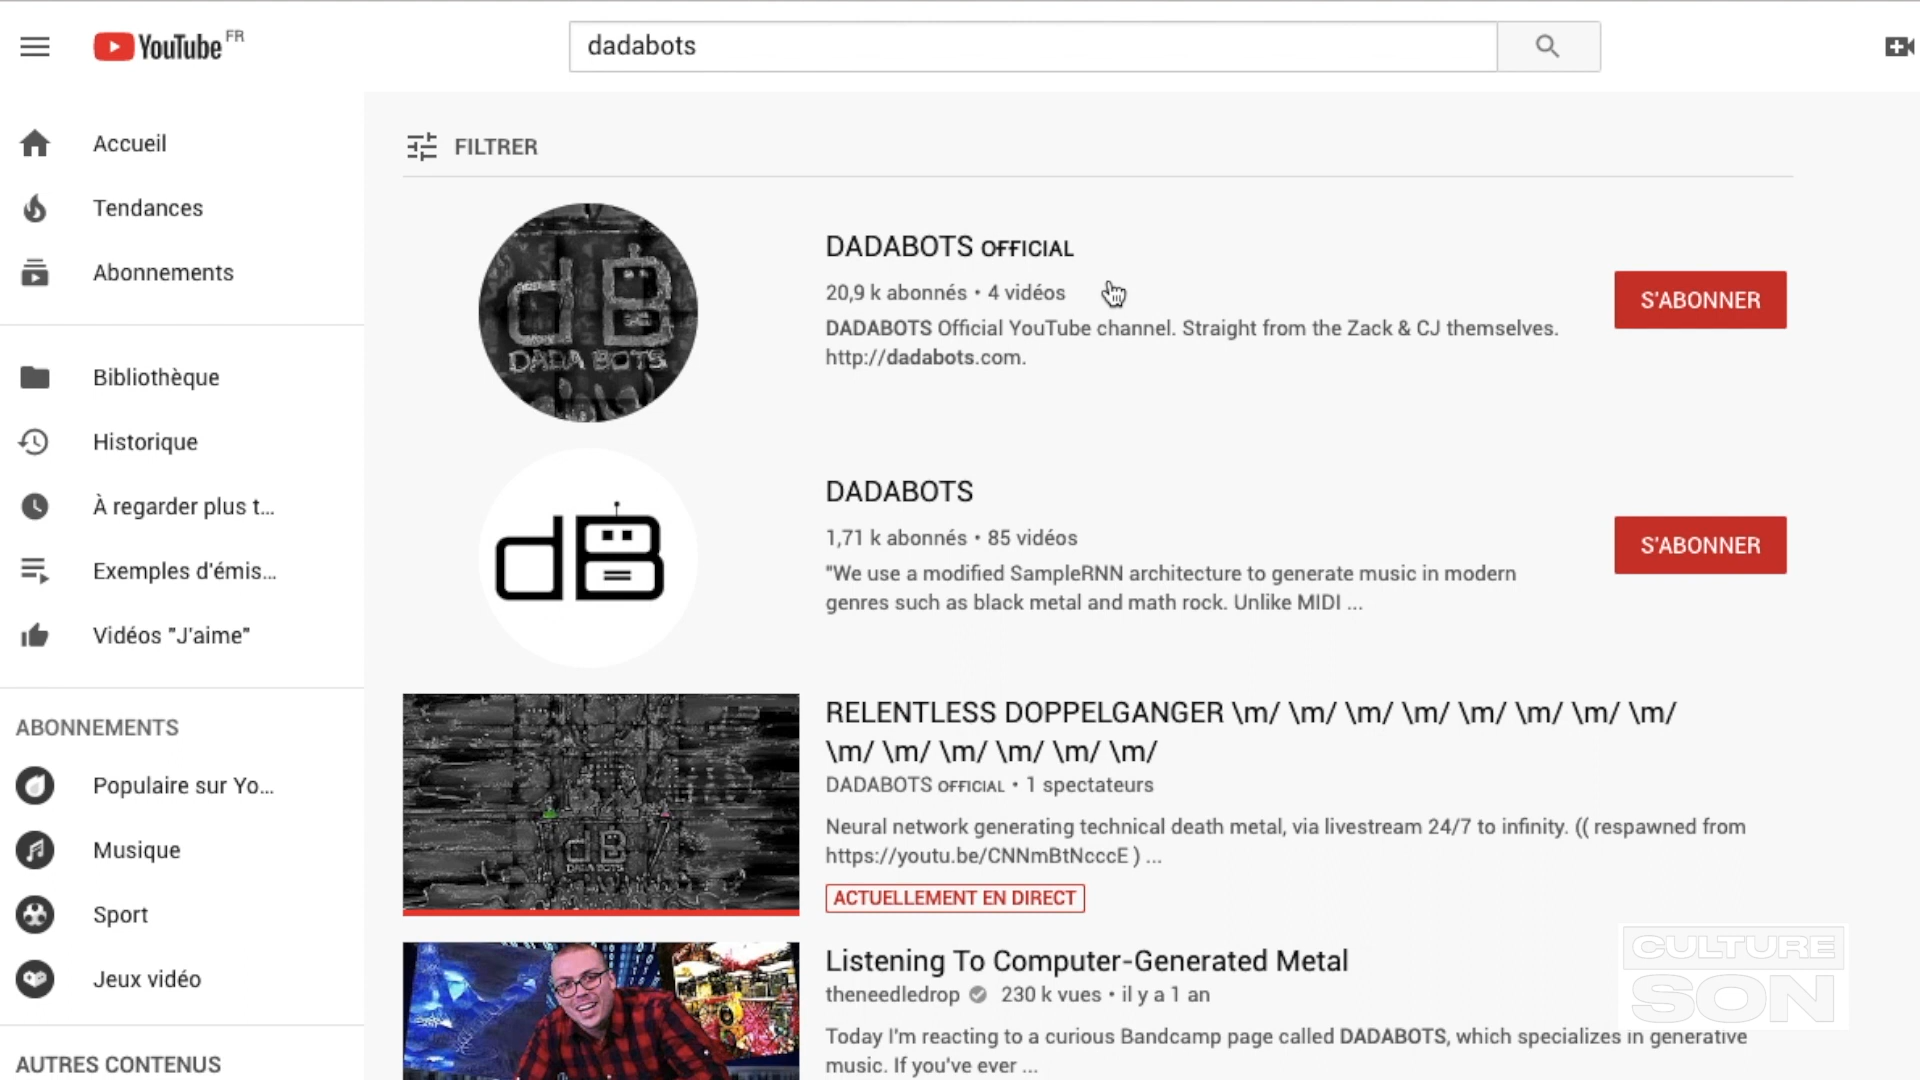 YouTube FR
dadabots
Accueil
Tendances
Abonnements
Bibliothèque
Historique
À regarder plus t...
Exemples d'émis...
Vidéos "J'aime"
ABONNEMENTS
Populaire sur Yo...
Musique
Sport
Jeux vidéo
AUTRES CONTENUS
FILTRER
dB
DADA BOTS
DADABOTS OFFICIAL
20,9 k abonnés • 4 vidéos
DADABOTS Official YouTube channel. Straight from the Zack & CJ themselves.
http://dadabots.com.
S'ABONNER
dB
DADABOTS
1,71 k abonnés • 85 vidéos
"We use a modified SampleRNN architecture to generate music in modern
genres such as black metal and math rock. Unlike MIDI ...
S'ABONNER
dB
DADA BOTS
RELENTLESS DOPPELGANGER \m/ \m/ \m/ \m/ \m/ \m/ \m/ \m/
\m/ \m/ \m/ \m/ \m/ \m/
DADABOTS OFFICIAL • 1 spectateurs
Neural network generating technical death metal, via livestream 24/7 to infinity. (( respawned from
https://youtu.be/CNNmBtNcccE ) ...
ACTUELLEMENT EN DIRECT
Listening To Computer-Generated Metal
theneedledrop 230 k vues • il y a 1 an
Today I'm reacting to a curious Bandcamp page called DADABOTS, which specializes in generative
music. If you've ever ...
CULTURE
SON